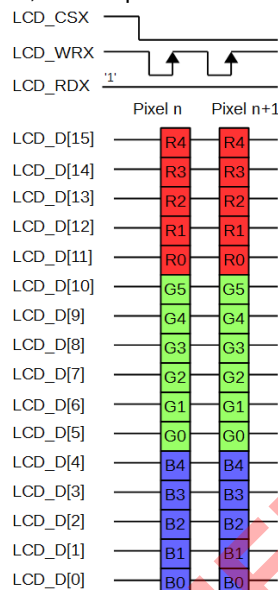 LCD_CSX
LCD_WRX
LCD_RDX '1'
Pixel n Pixel n+1
LCD_D[15] R4 R4
LCD_D[14] R3 R3
LCD_D[13] R2 R2
LCD_D[12] R1 R1
LCD_D[11] R0 R0
LCD_D[10] G5 G5
LCD_D[9] G4 G4
LCD_D[8] G3 G3
LCD_D[7] G2 G2
LCD_D[6] G1 G1
LCD_D[5] G0 G0
LCD_D[4] B4 B4
LCD_D[3] B3 B3
LCD_D[2] B2 B2
LCD_D[1] B1 B1
LCD_D[0] B0 B0